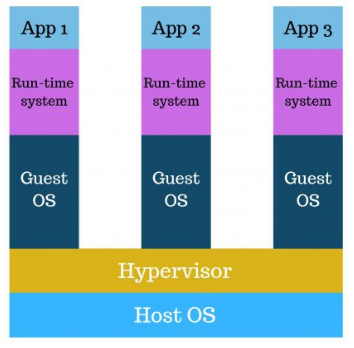 App 1 App 2 App 3
Run-time Run-time Run-time
system system system
Guest Guest Guest
OS OS OS
Hypervisor
Host OS